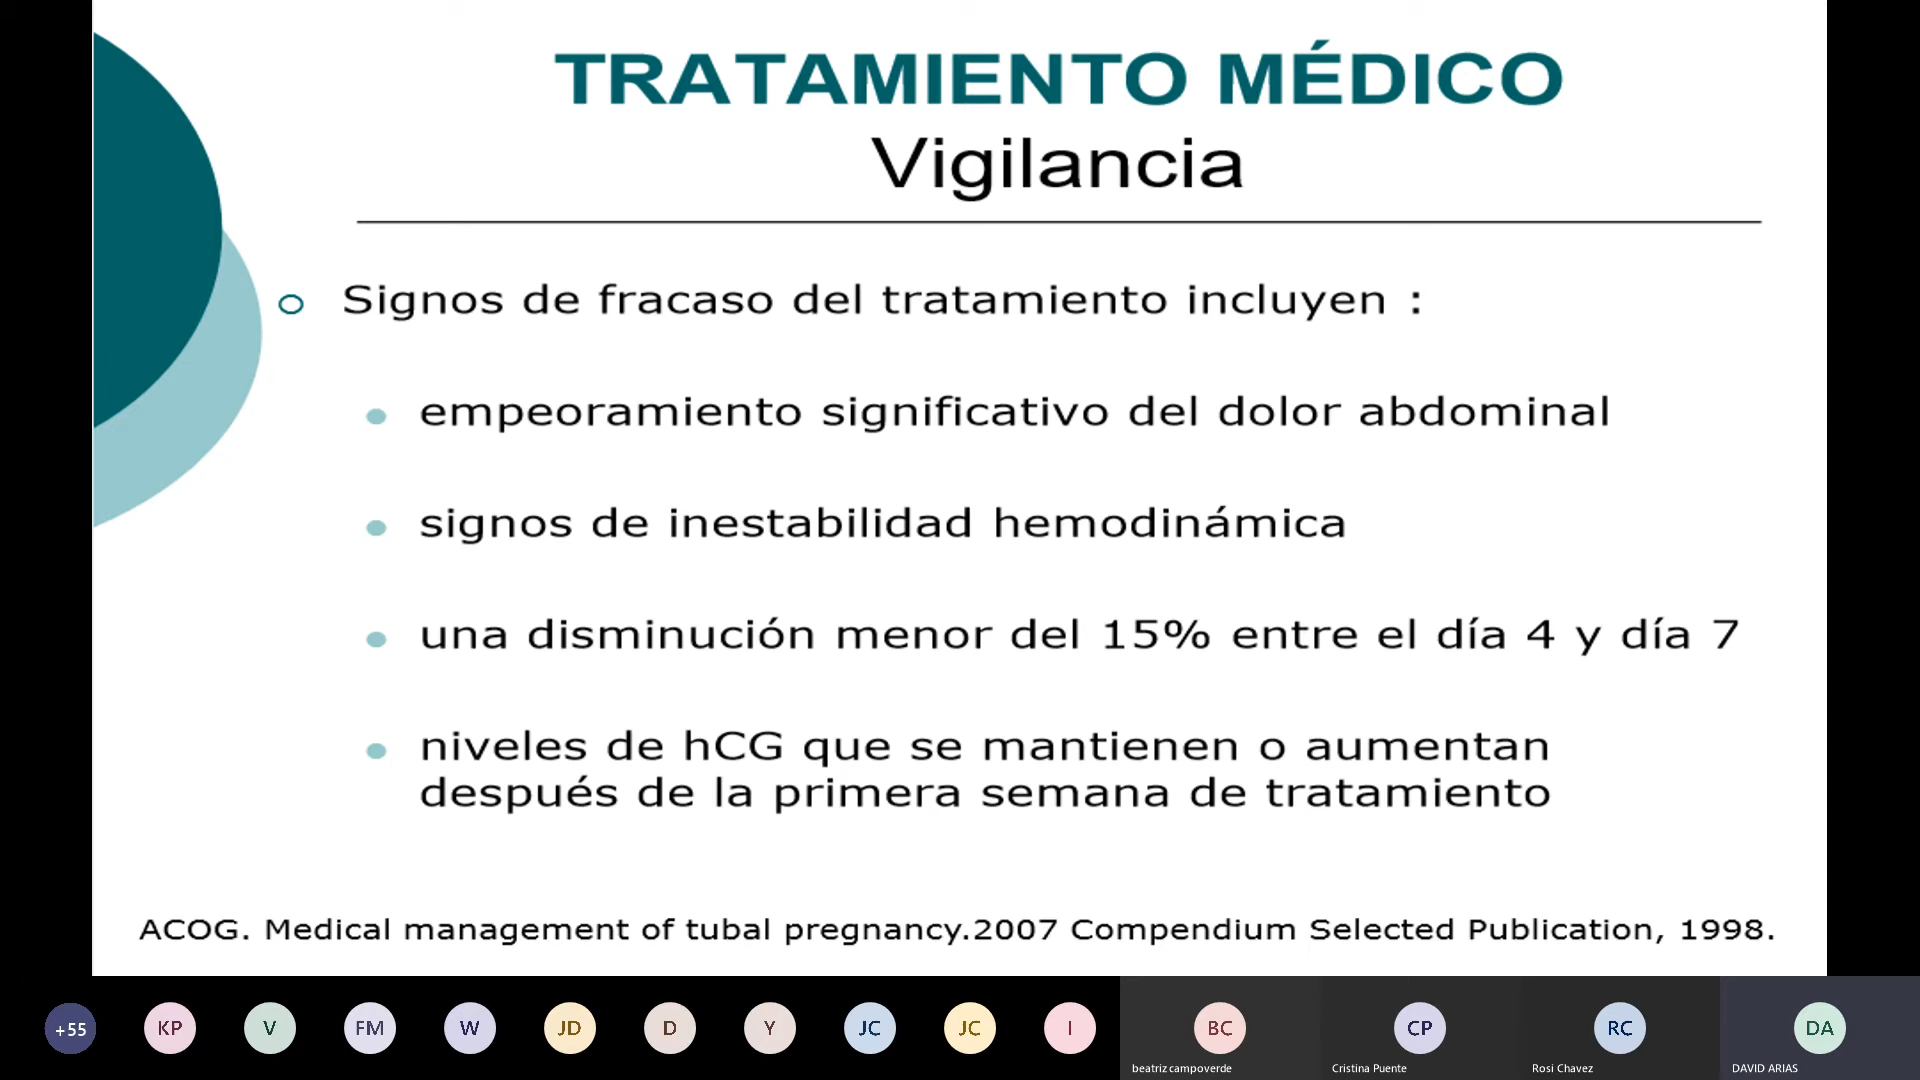 TRATAMIENTO MÉDICO
Vigilancia
Signos de fracaso del tratamiento incluyen :
empeoramiento significativo del dolor abdominal
signos de inestabilidad hemodinámica
una disminución menor del 15% entre el día 4 y día 7
niveles de hCG que se mantienen o aumentan
después de la primera semana de tratamiento
ACOG. Medical management of tubal pregnancy.2007 Compendium Selected Publication, 1998.
+55 KP V FM W JD D Y JC JC I BC CP RC DA
beatriz campoverde Cristina Puente Rosi Chavez DAVID ARIAS